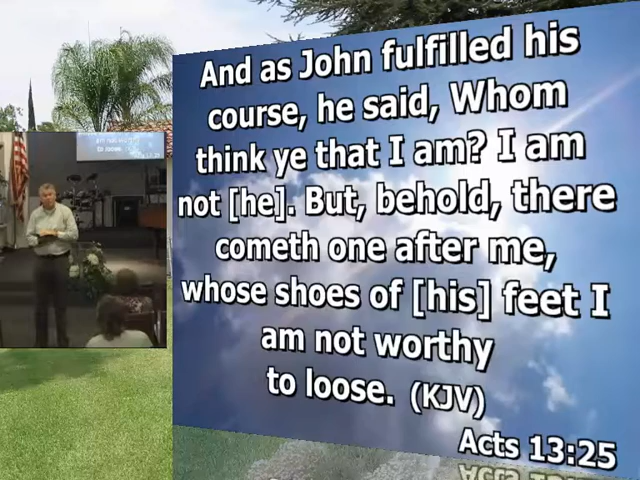 And as John fulfilled his
course, he said, Whom
think ye that I am? I am
not [he]. But, behold, there
cometh one after me,
whose shoes of [his] feet I
am not worthy
to loose. (KJV)
Acts 13:25